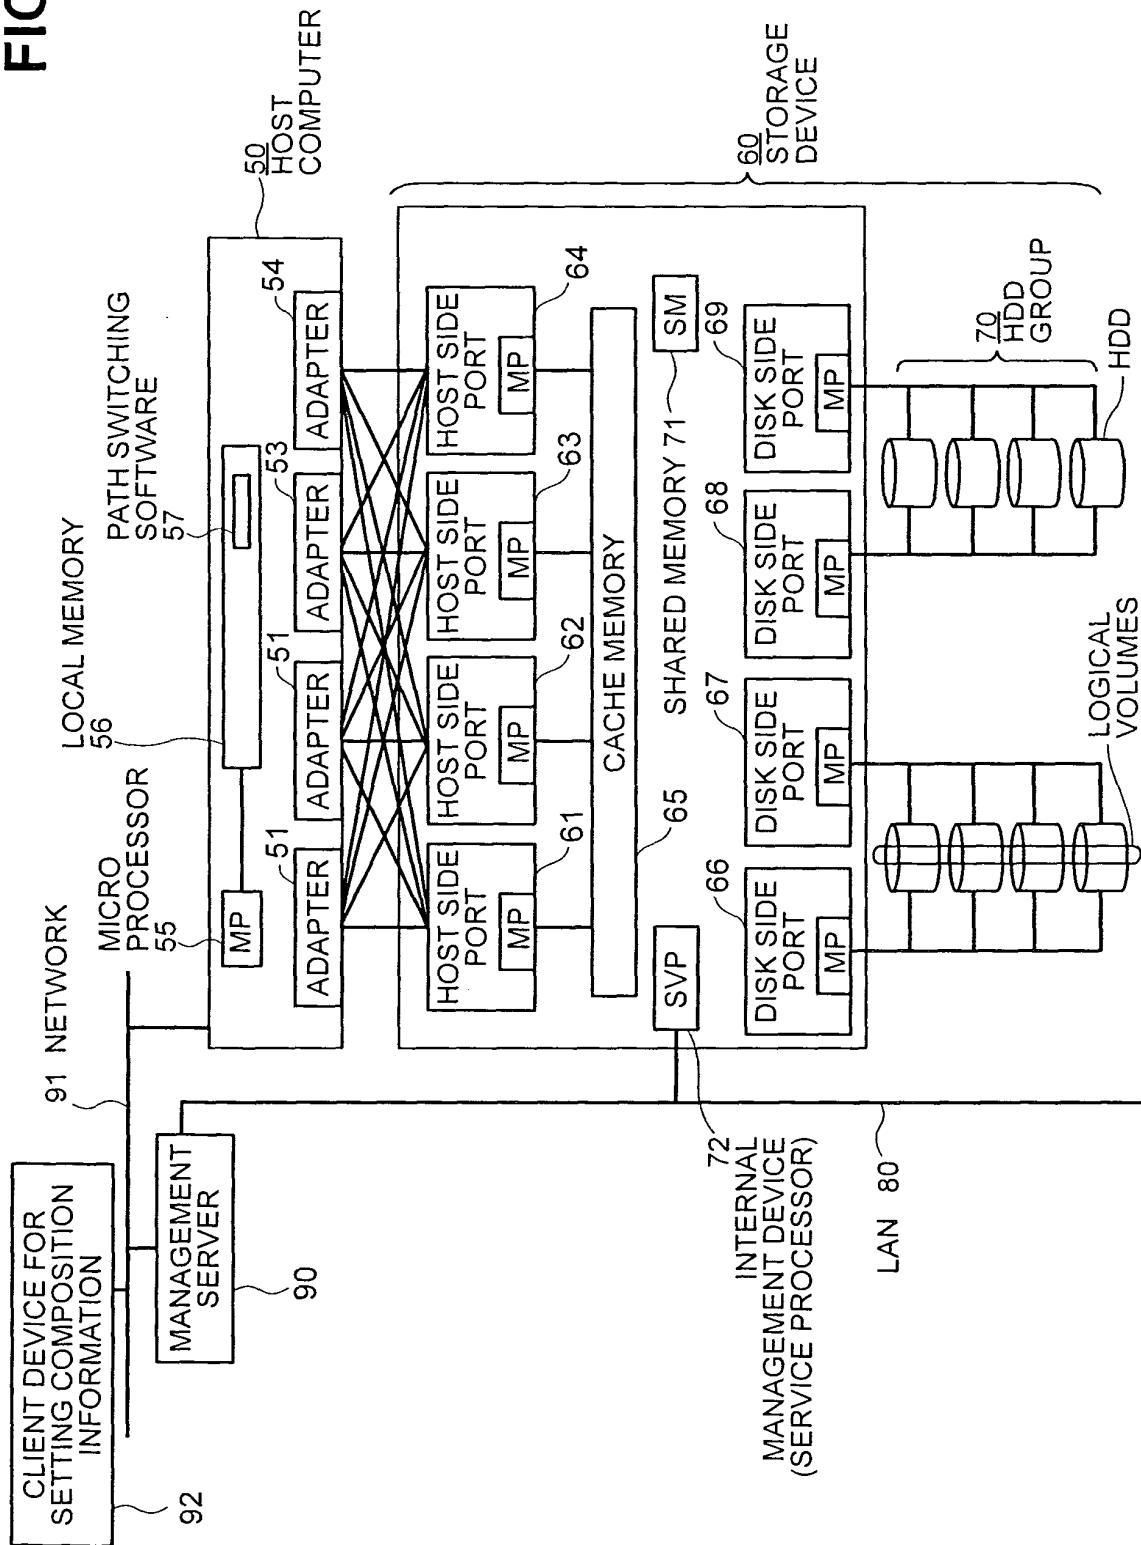 FIG
CLIENT DEVICE FOR
SETTING COMPOSITION
INFORMATION
92
91 NETWORK
MANAGEMENT
SERVER
90
MICRO
PROCESSOR
55
LOCAL MEMORY
56
PATH SWITCHING
SOFTWARE
57
50
HOST
COMPUTER
MP
51
51
53
54
ADAPTER
ADAPTER
ADAPTER
ADAPTER
HOST SIDE
PORT
MP
61
HOST SIDE
PORT
MP
62
HOST SIDE
PORT
MP
63
HOST SIDE
PORT
MP
64
60
STORAGE
DEVICE
CACHE MEMORY
65
SVP
SHARED MEMORY 71
SM
72
INTERNAL
MANAGEMENT DEVICE
(SERVICE PROCESSOR)
LAN 80
66
DISK SIDE
PORT
MP
67
DISK SIDE
PORT
MP
68
DISK SIDE
PORT
MP
69
DISK SIDE
PORT
MP
70
HDD
GROUP
HDD
LOGICAL
VOLUMES